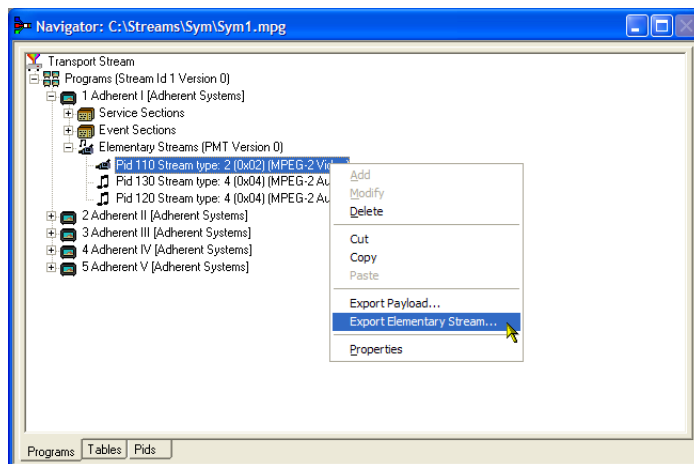 Navigator: C:\Streams\Sym\Sym1.mpg
Transport Stream
Programs (Stream Id 1 Version 0)
1 Adherent I [Adherent Systems]
Service Sections
Event Sections
Elementary Streams (PMT Version 0)
Pid 110 Stream type: 2 (0x02) (MPEG-2 Video)
Pid 130 Stream type: 4 (0x04) (MPEG-2 Au
Pid 120 Stream type: 4 (0x04) (MPEG-2 Au
2 Adherent II [Adherent Systems]
3 Adherent III [Adherent Systems]
4 Adherent IV [Adherent Systems]
5 Adherent V [Adherent Systems]
Add
Modify
Delete
Cut
Copy
Paste
Export Payload...
Export Elementary Stream...
Properties
Programs Tables Pids